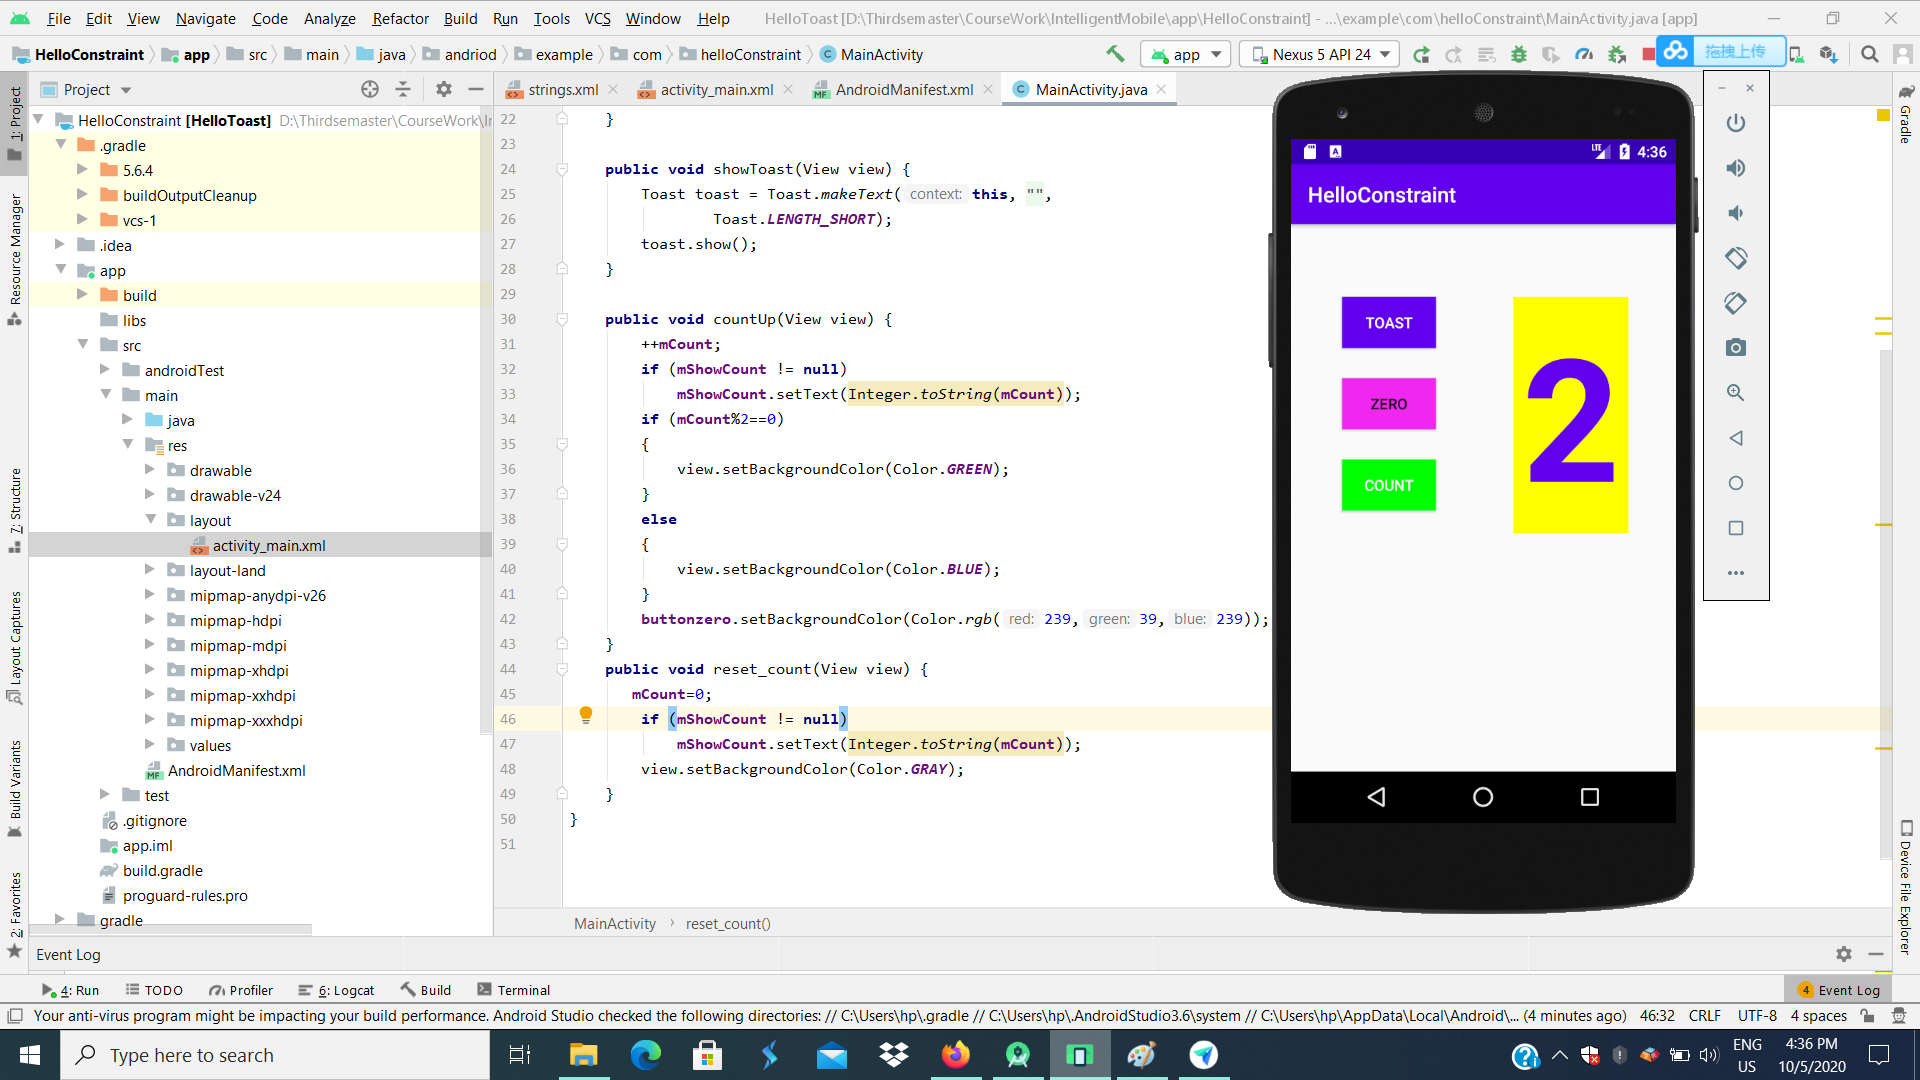 File Edit View Navigate Code Analyze Refactor Build Run Tools VCS Window Help HelloToast [D:\Thirdsemaster\CourseWork\IntelligentMobile\app\HelloConstraint] - ...\example\com\helloConstraint\MainActivity.java [app]
HelloConstraint app src main java andriod example com helloConstraint MainActivity app Nexus 5 API 24 拖拽上传
Project
strings.xml activity_main.xml AndroidManifest.xml MainActivity.java
1: Project
Resource Manager
7: Structure
Layout Captures
Build Variants
2: Favorites
HelloConstraint [HelloToast] D:\Thirdsemaster\CourseWork\
.gradle
5.6.4
buildOutputCleanup
vcs-1
.idea
app
build
libs
src
androidTest
main
java
res
drawable
drawable-v24
layout
activity_main.xml
layout-land
mipmap-anydpi-v26
mipmap-hdpi
mipmap-mdpi
mipmap-xhdpi
mipmap-xxhdpi
mipmap-xxxhdpi
values
AndroidManifest.xml
test
.gitignore
app.iml
build.gradle
proguard-rules.pro
gradle
22 }
23
24 public void showToast(View view) {
25 Toast toast = Toast.makeText( context: this, "",
26 Toast.LENGTH_SHORT);
27 toast.show();
28 }
29
30 public void countUp(View view) {
31 ++mCount;
32 if (mShowCount != null)
33 mShowCount.setText(Integer.toString(mCount));
34 if (mCount%2==0)
35 {
36 view.setBackgroundColor(Color.GREEN);
37 }
38 else
39 {
40 view.setBackgroundColor(Color.BLUE);
41 }
42 buttonzero.setBackgroundColor(Color.rgb( red: 239, green: 39, blue: 239));
43 }
44 public void reset_count(View view) {
45 mCount=0;
46 if (mShowCount != null)
47 mShowCount.setText(Integer.toString(mCount));
48 view.setBackgroundColor(Color.GRAY);
49 }
50 }
51
MainActivity reset_count()
LTE 4:36
HelloConstraint
TOAST
ZERO
COUNT
2
Gradle
Device File Explorer
Event Log
4: Run TODO Profiler 6: Logcat Build Terminal 4 Event Log
Your anti-virus program might be impacting your build performance. Android Studio checked the following directories: // C:\Users\hp\.gradle // C:\Users\hp\.AndroidStudio3.6\system // C:\Users\hp\AppData\Local\Android\... (4 minutes ago) 46:32 CRLF UTF-8 4 spaces
Type here to search
ENG
US
4:36 PM
10/5/2020